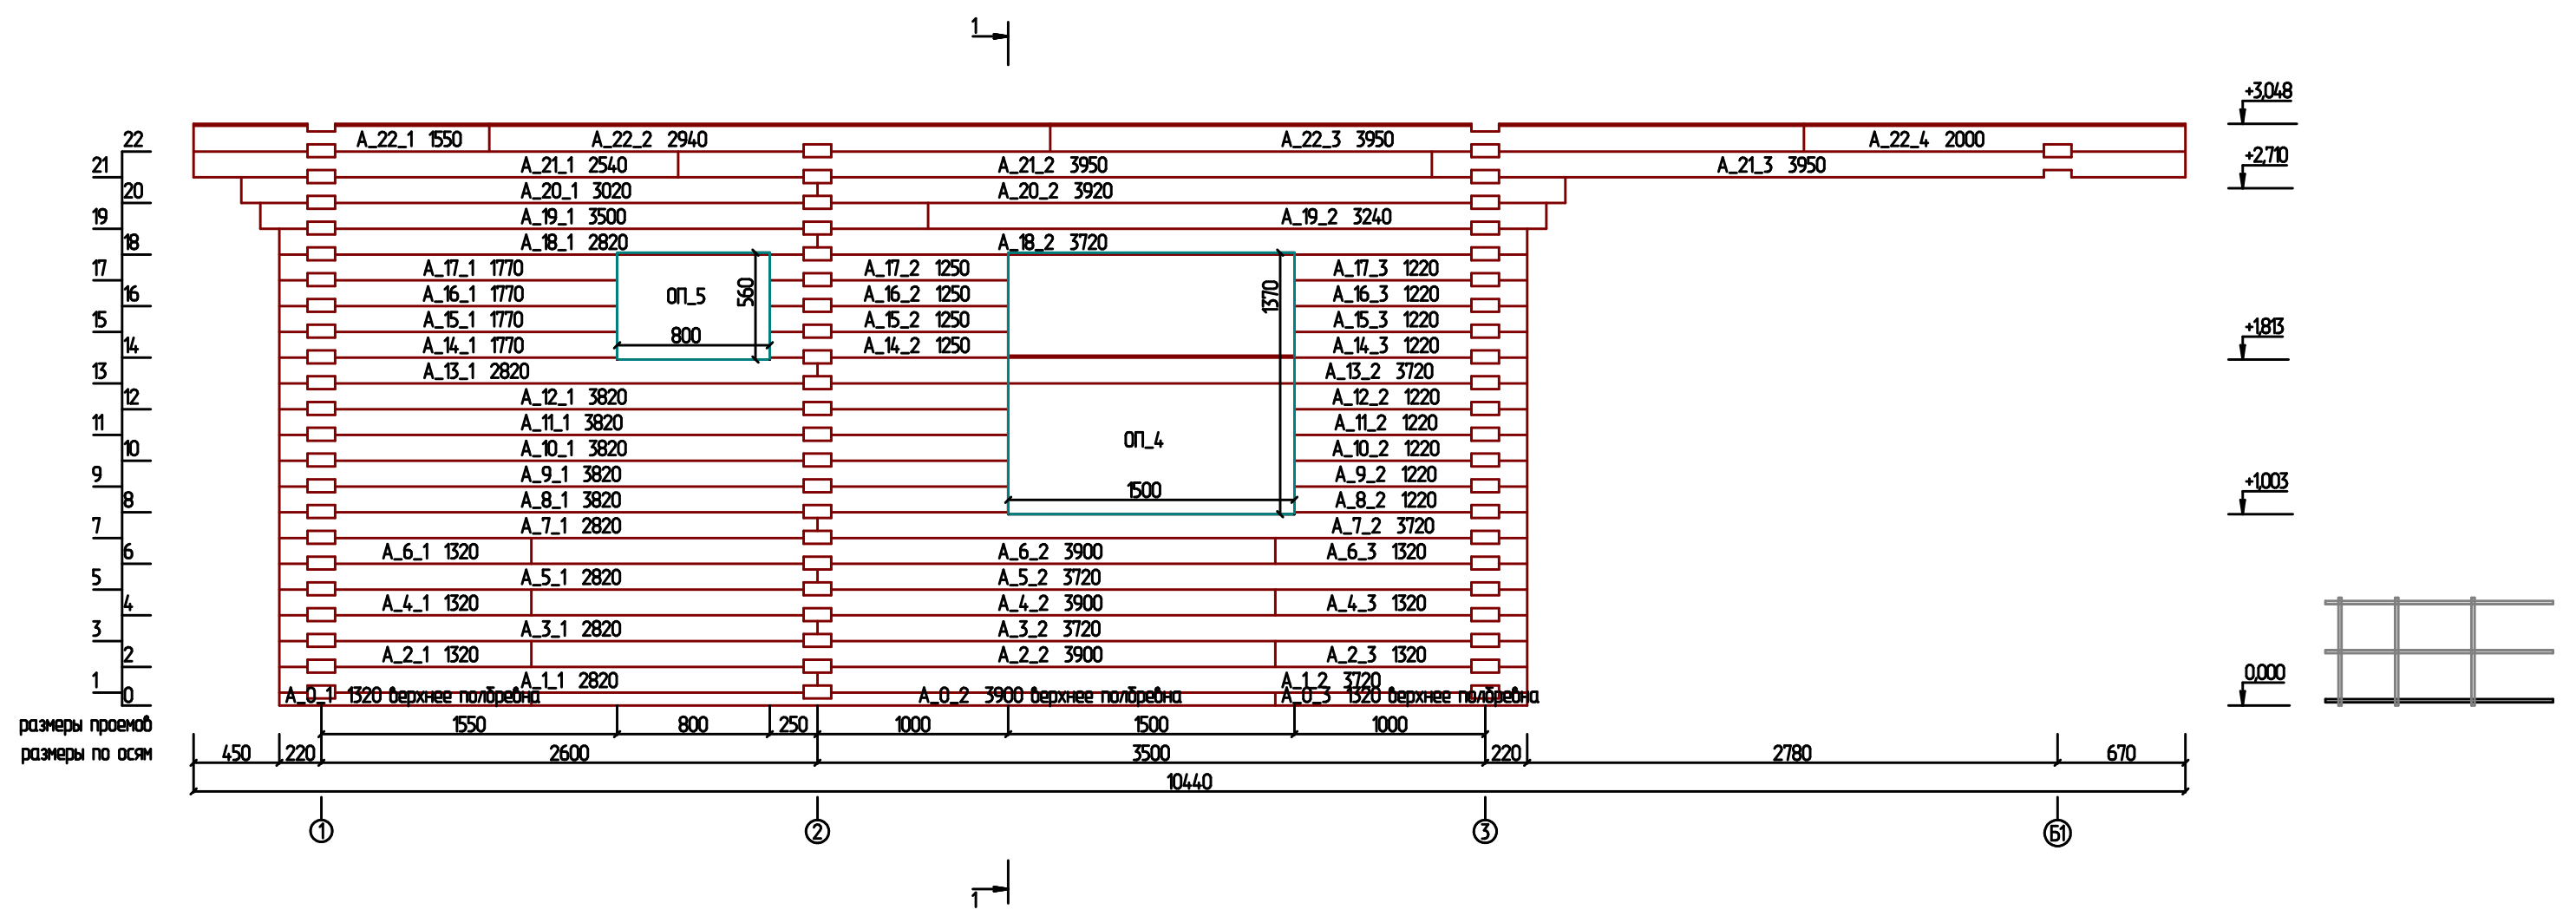 1
+3,048
22 A_22_1 1550 A_22_2 2940 A_22_3 3950 A_22_4 2000
21 A_21_1 2540 A_21_2 3950 A_21_3 3950 +2,710
20 A_20_1 3020 A_20_2 3920
19 A_19_1 3500 A_19_2 3240
18 A_18_1 2820 A_18_2 3720
17 A_17_1 1770 A_17_2 1250 A_17_3 1220
16 A_16_1 1770 ОП_5 560 A_16_2 1250 1370 A_16_3 1220
15 A_15_1 1770 A_15_2 1250 A_15_3 1220 +1,813
14 A_14_1 1770 800 A_14_2 1250 A_14_3 1220
13 A_13_1 2820 A_13_2 3720
12 A_12_1 3820 A_12_2 1220
11 A_11_1 3820 A_11_2 1220
10 A_10_1 3820 ОП_4 A_10_2 1220
9 A_9_1 3820 A_9_2 1220 +1,003
8 A_8_1 3820 1500 A_8_2 1220
7 A_7_1 2820 A_7_2 3720
6 A_6_1 1320 A_6_2 3900 A_6_3 1320
5 A_5_1 2820 A_5_2 3720
4 A_4_1 1320 A_4_2 3900 A_4_3 1320
3 A_3_1 2820 A_3_2 3720
2 A_2_1 1320 A_2_2 3900 A_2_3 1320
1 A_1_1 2820 A_1_2 3720 0,000
0 A_0_1 1320 верхнее полбревна A_0_2 3900 верхнее полбревна A_0_3 1320 верхнее полбревна
размеры проемов 1550 800 250 1000 1500 1000
размеры по осям 450 220 2600 3500 220 2780 670
10440
1 2 3 Б1
1